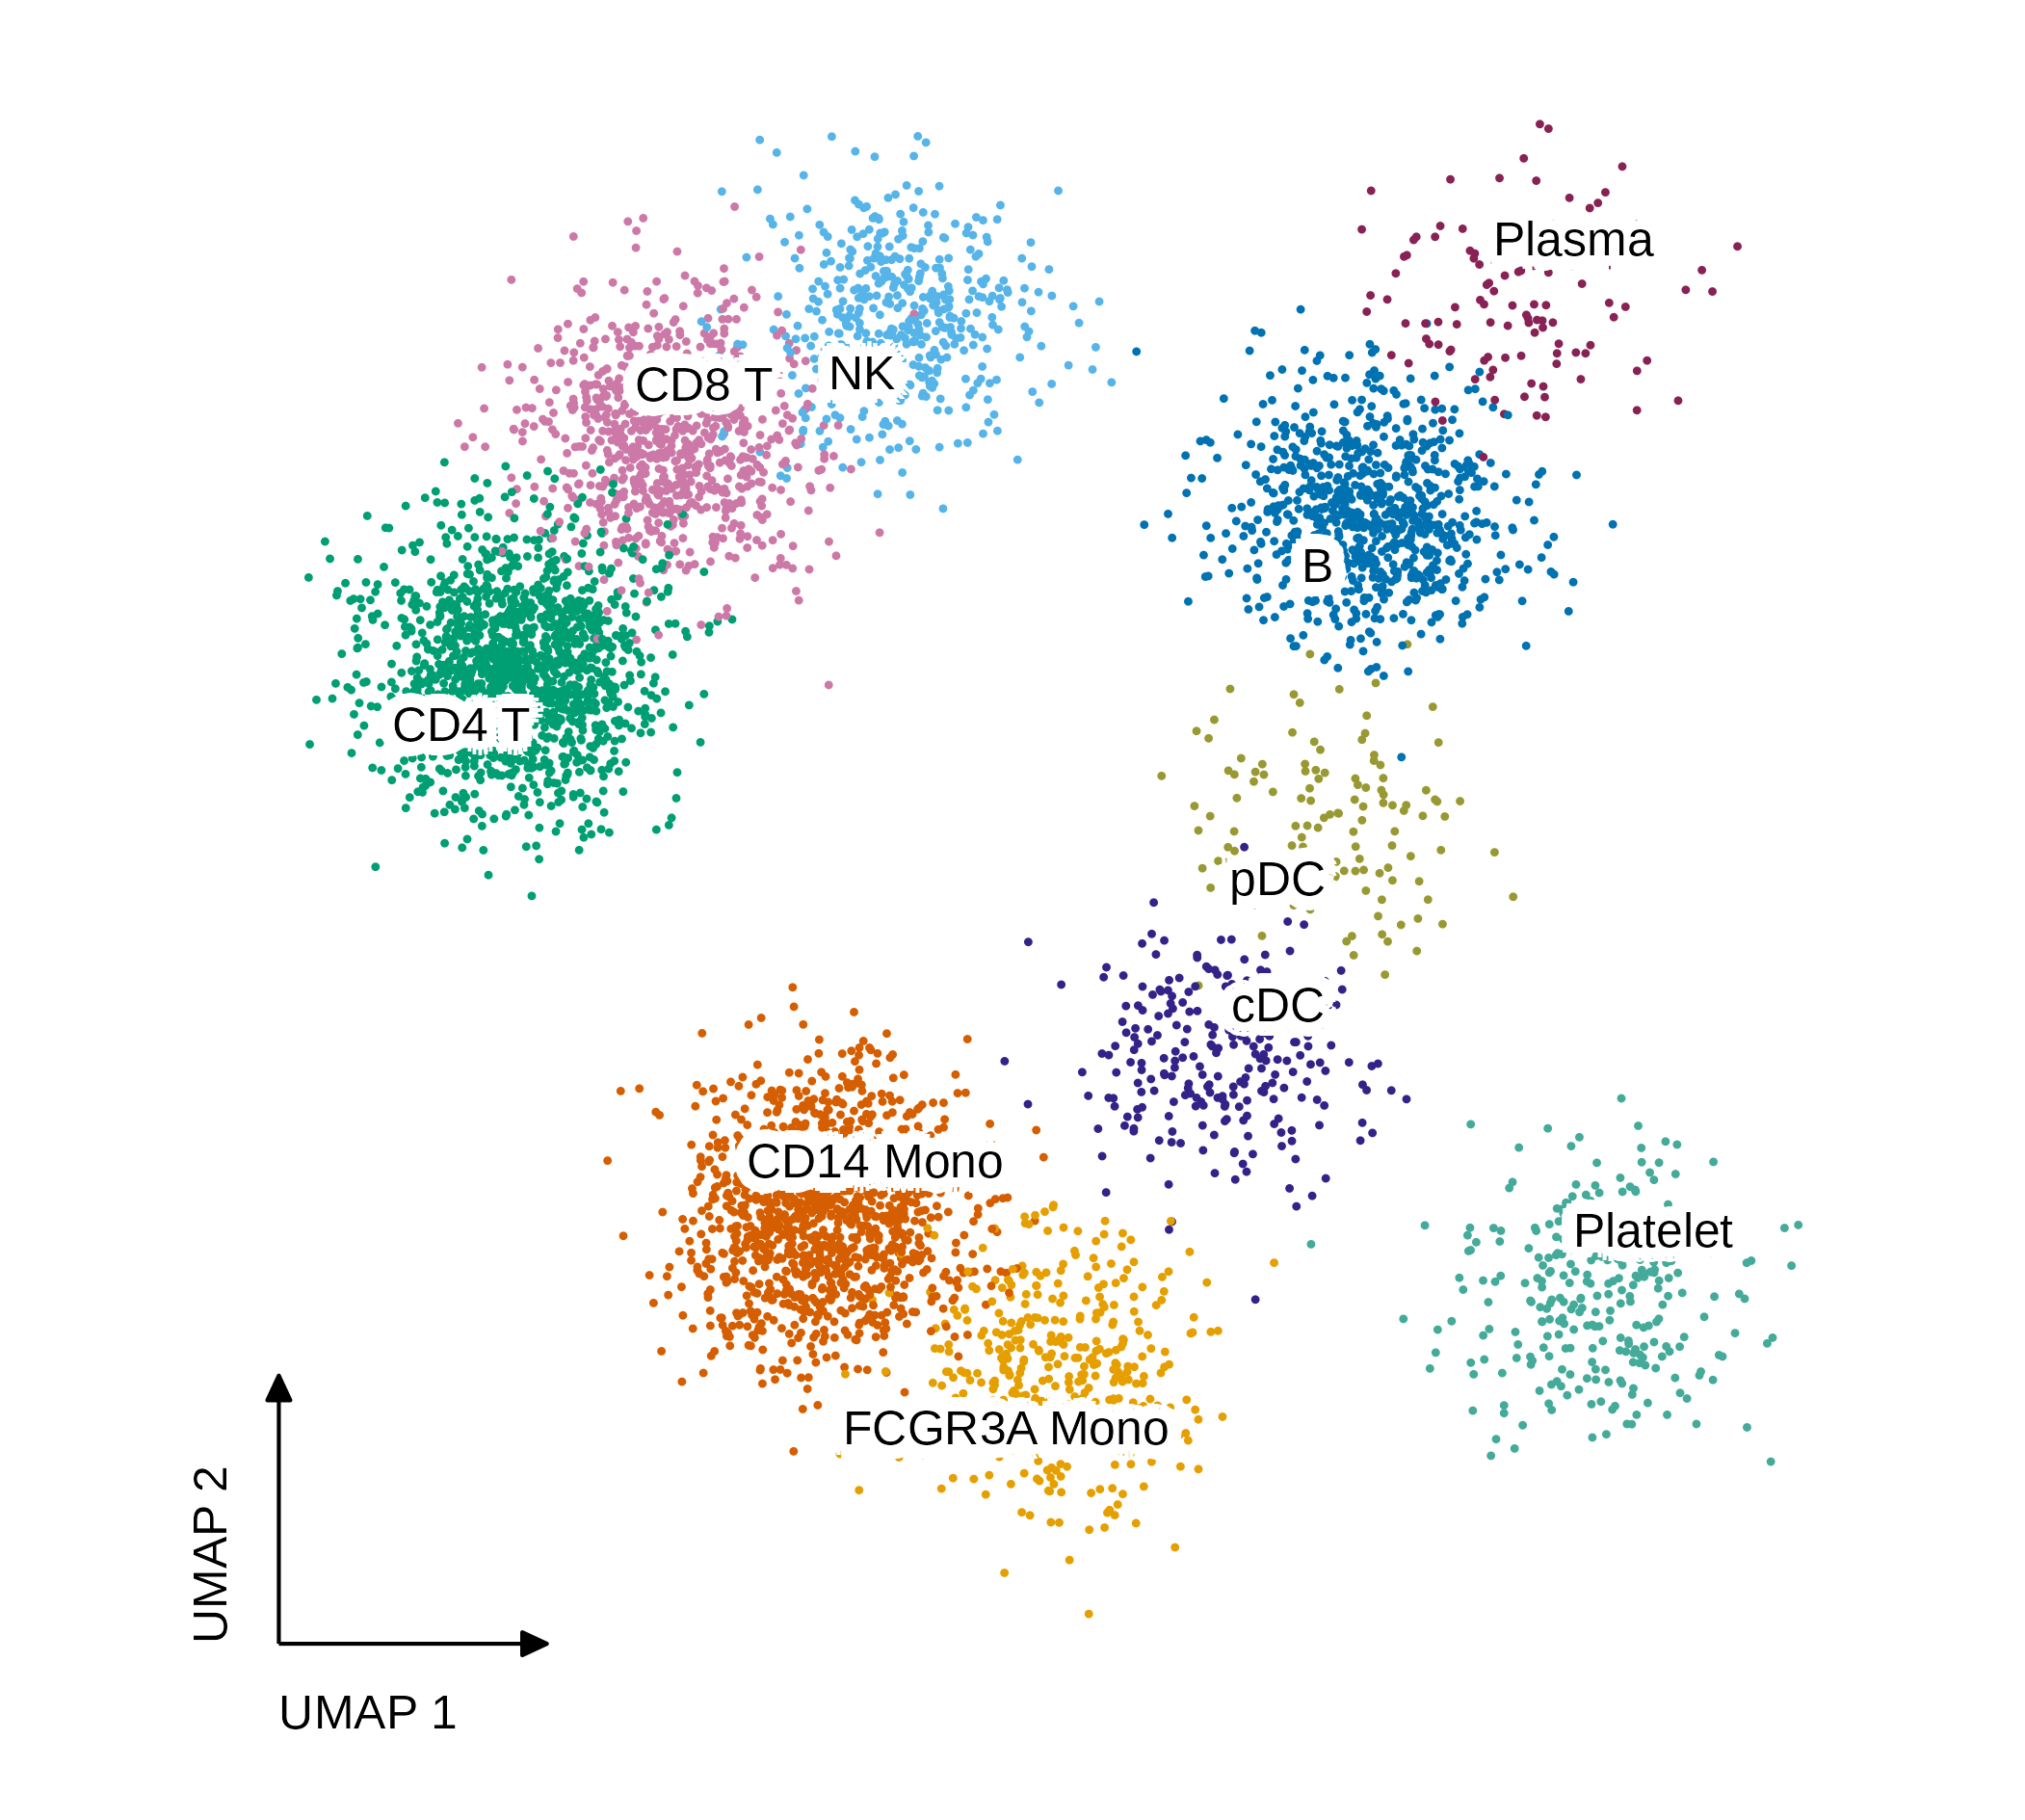 Plasma
CD8 T
NK
B
CD4 T
pDC
cDC
CD14 Mono
Platelet
FCGR3A Mono
UMAP 2
UMAP 1